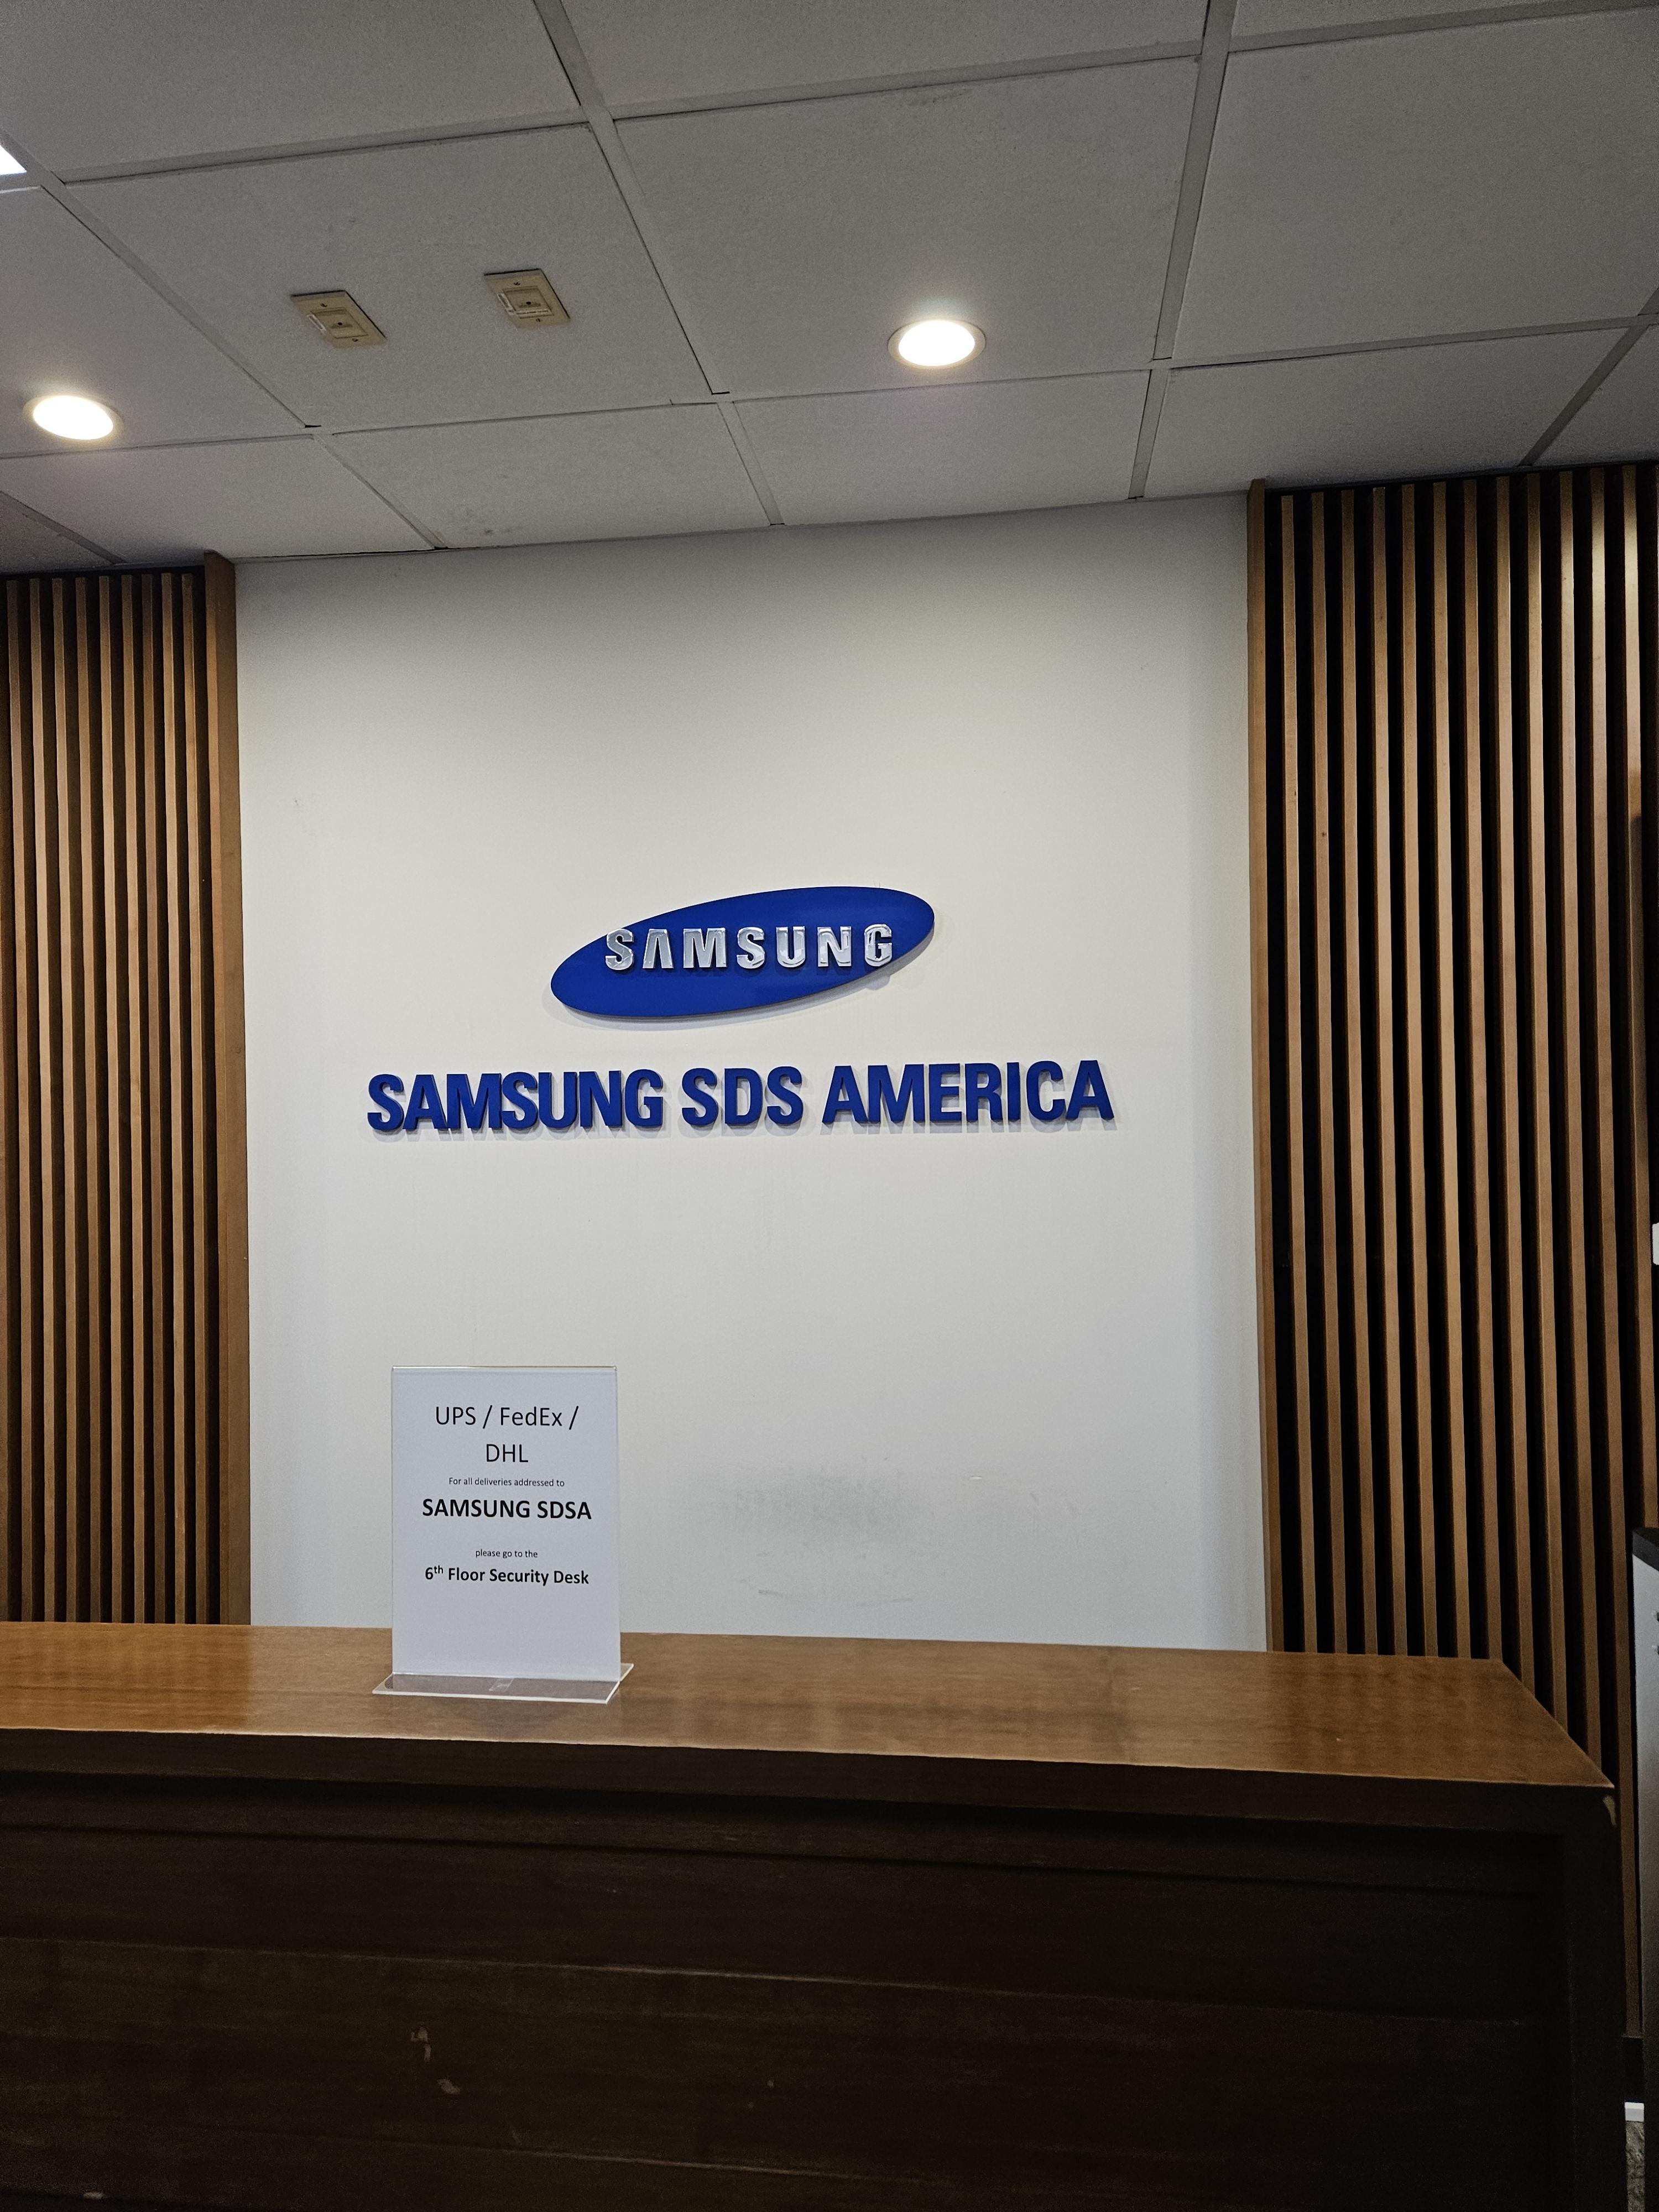 SAMSUNG
SAMSUNG SDS AMERICA
UPS / FedEx /
DHL
For all deliveries addressed to
SAMSUNG SDSA
please go to the
6th Floor Security Desk